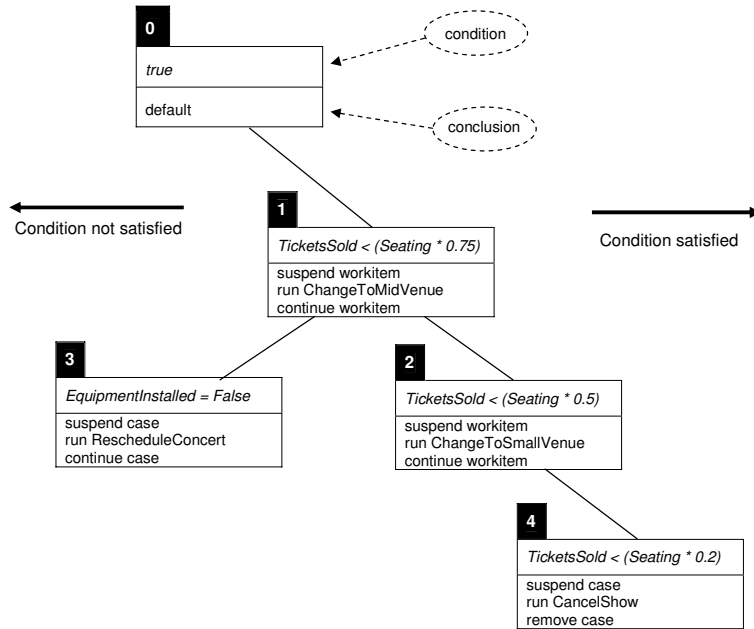 0
condition
true
default
conclusion
Condition not satisfied
Condition satisfied
1
TicketsSold < (Seating * 0.75)
suspend workitem
run ChangeToMidVenue
continue workitem
3
EquipmentInstalled = False
suspend case
run RescheduleConcert
continue case
2
TicketsSold < (Seating * 0.5)
suspend workitem
run ChangeToSmallVenue
continue workitem
4
TicketsSold < (Seating * 0.2)
suspend case
run CancelShow
remove case